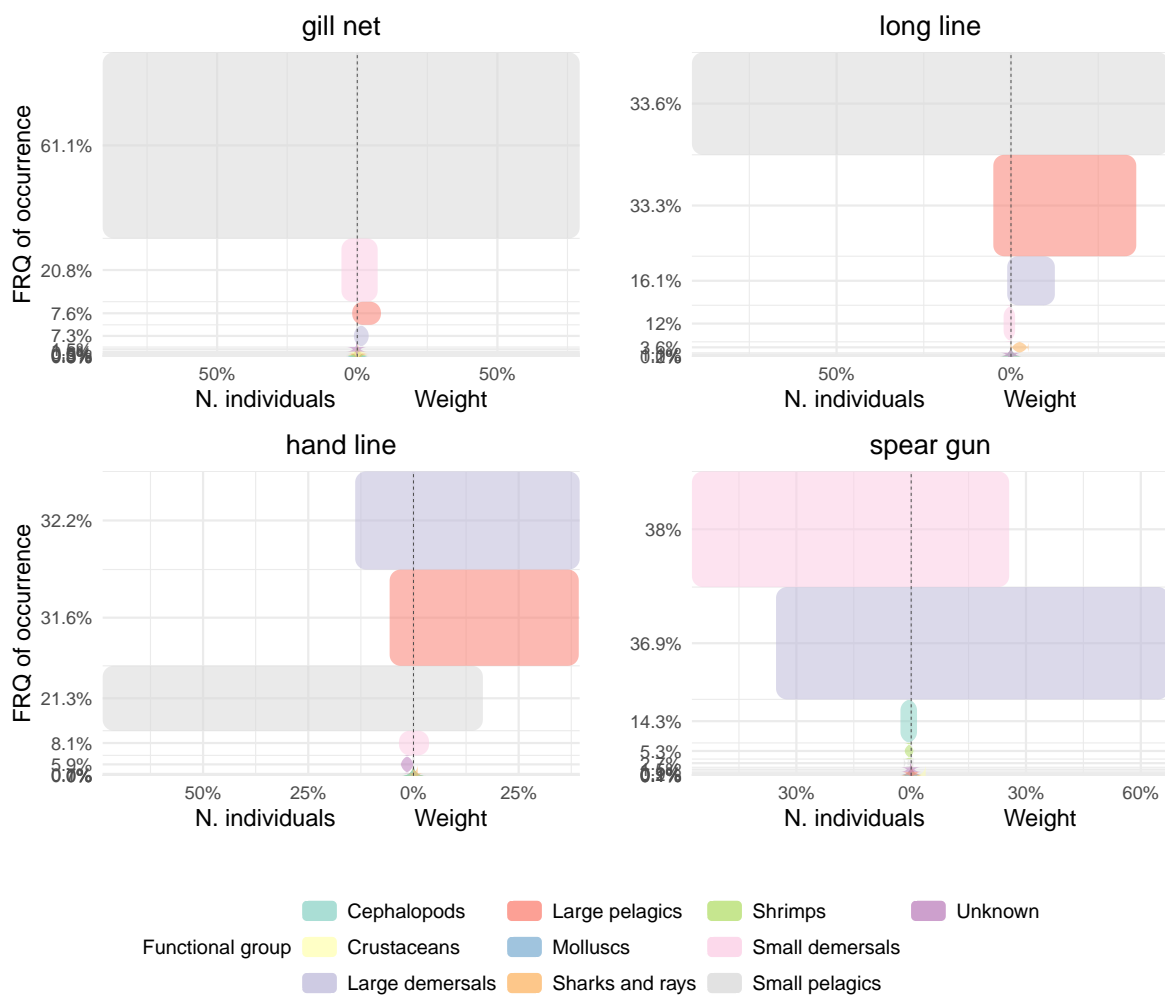 gill net
long line
FRQ of occurrence
61.1%
20.8%
7.6%
7.3%
50%
0%
50%
N. individuals
Weight
33.6%
33.3%
16.1%
12%
3.6%
50%
0%
N. individuals
Weight
hand line
spear gun
FRQ of occurrence
32.2%
31.6%
21.3%
8.1%
5.9%
50%
25%
0%
25%
N. individuals
Weight
38%
36.9%
14.3%
5.3%
30%
0%
30%
60%
N. individuals
Weight
Functional group
Cephalopods
Crustaceans
Large demersals
Large pelagics
Molluscs
Sharks and rays
Shrimps
Small demersals
Small pelagics
Unknown